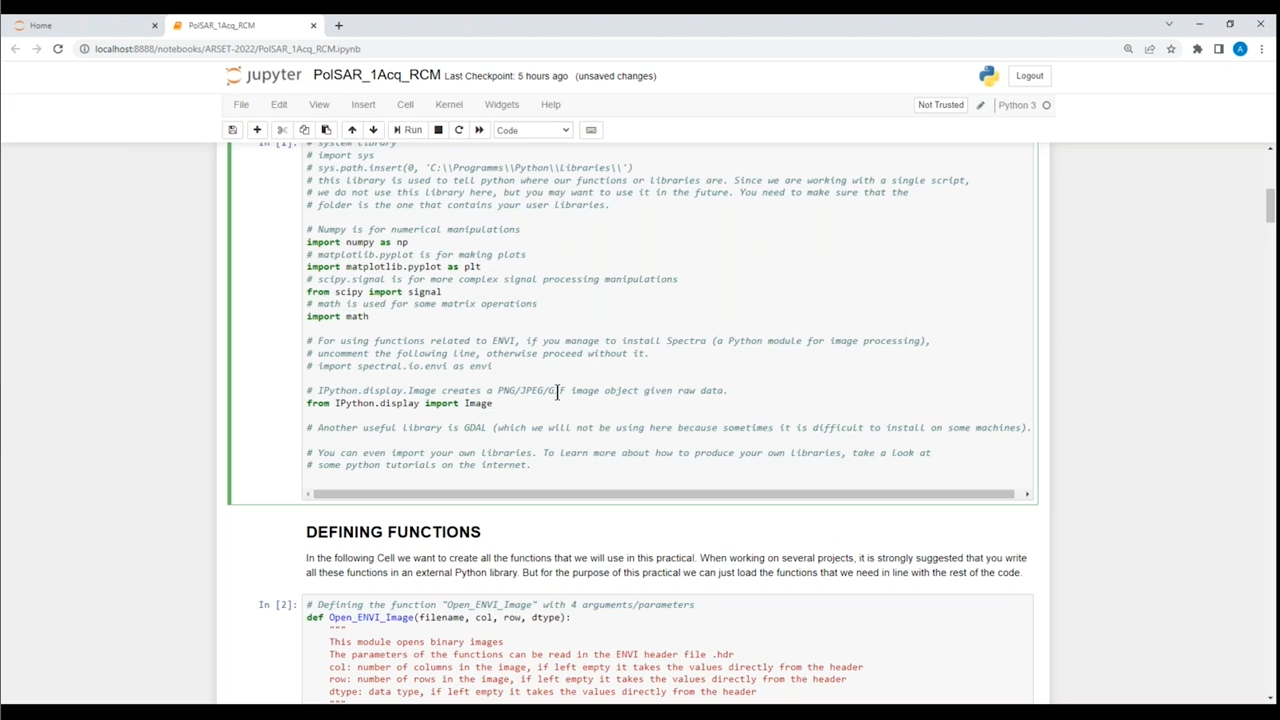 Home
PolSAR_1Acq_RCM
localhost:8888/notebooks/ARSET-2022/PolSAR_1Acq_RCM.ipynb
A
jupyter PolSAR_1Acq_RCM Last Checkpoint: 5 hours ago (unsaved changes)
Logout
File Edit View Insert Cell Kernel Widgets Help
Not Trusted
Python 3
Run
Code
In [1]:
# system library
# import sys
# sys.path.insert(0, 'C:\\Programms\\Python\\libraries\\')
# this library is used to tell python where our functions or libraries are. Since we are working with a single script,
# we do not use this library here, but you may want to use it in the future. You need to make sure that the
# folder is the one that contains your user libraries.
# Numpy is for numerical manipulations
import numpy as np
# matplotlib.pyplot is for making plots
import matplotlib.pyplot as plt
# scipy.signal is for more complex signal processing manipulations
from scipy import signal
# math is used for some matrix operations
import math
# For using functions related to ENVI, if you manage to install Spectra (a Python module for image processing),
# uncomment the following line, otherwise proceed without it.
# import spectral.io.envi as envi
# IPython.display.Image creates a PNG/JPEG/GIF image object given raw data.
from IPython.display import Image
# Another useful library is GDAL (which we will not be using here because sometimes it is difficult to install on some machines).
# You can even import your own libraries. To learn more about how to produce your own libraries, take a look at
# some python tutorials on the internet.
DEFINING FUNCTIONS
In the following Cell we want to create all the functions that we will use in this practical. When working on several projects, it is strongly suggested that you write
all these functions in an external Python library. But for the purpose of this practical we can just load the functions that we need in line with the rest of the code.
In [2]:
# Defining the function "Open_ENVI_Image" with 4 arguments/parameters
def Open_ENVI_Image(filename, col, row, dtype):
"""
This module opens binary images
The parameters of the functions can be read in the ENVI header file .hdr
col: number of columns in the image, if left empty it takes the values directly from the header
row: number of rows in the image, if left empty it takes the values directly from the header
dtype: data type, if left empty it takes the values directly from the header
"""